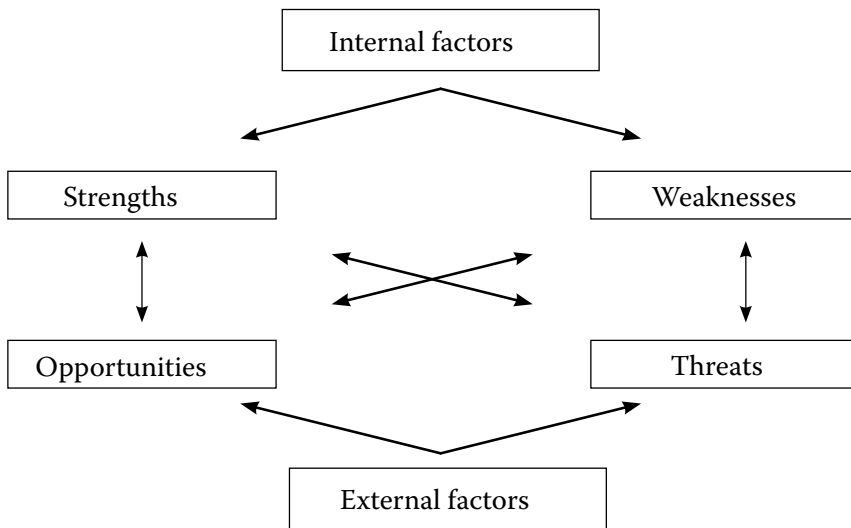 Internal factors
Strengths
Weaknesses
Opportunities
Threats
External factors